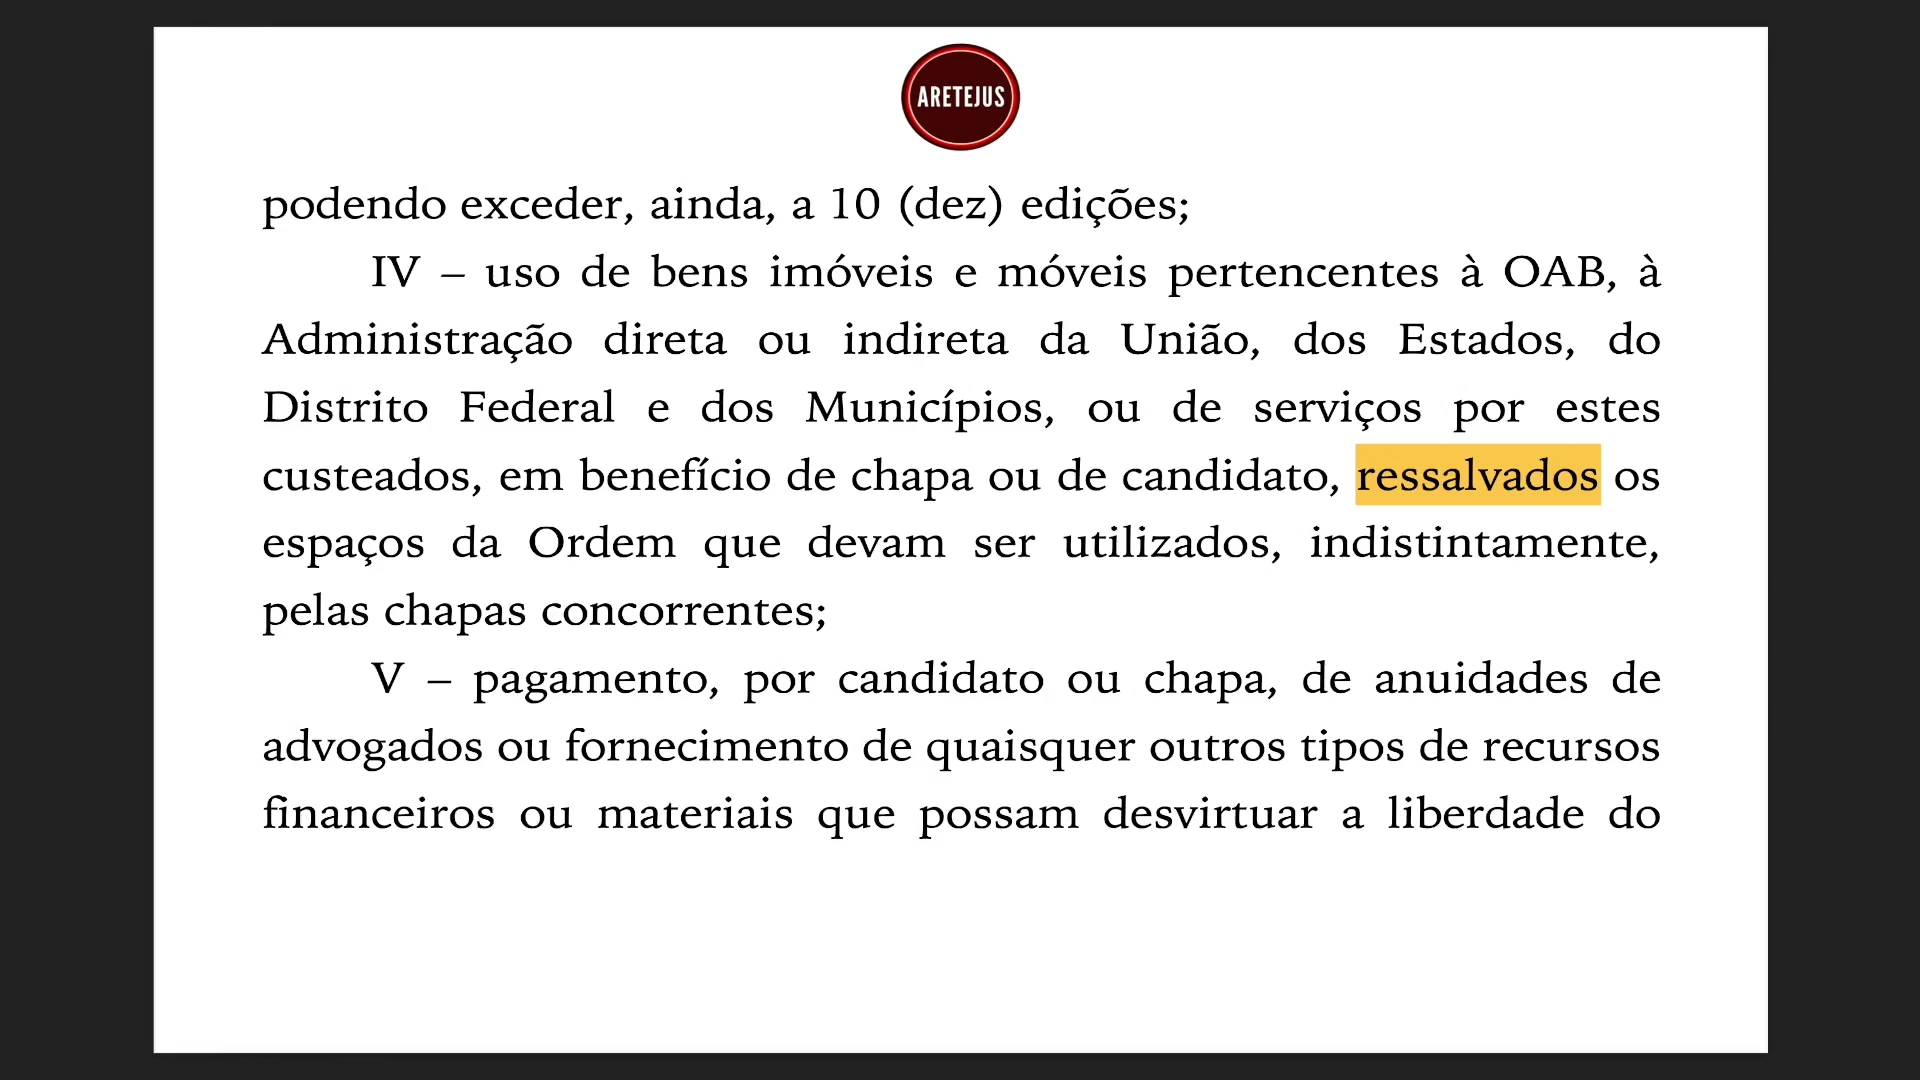 ARETEJUS
podendo exceder, ainda, a 10 (dez) edições;
IV – uso de bens imóveis e móveis pertencentes à OAB, à
Administração direta ou indireta da União, dos Estados, do
Distrito Federal e dos Municípios, ou de serviços por estes
custeados, em benefício de chapa ou de candidato, ressalvados os
espaços da Ordem que devam ser utilizados, indistintamente,
pelas chapas concorrentes;
V – pagamento, por candidato ou chapa, de anuidades de
advogados ou fornecimento de quaisquer outros tipos de recursos
financeiros ou materiais que possam desvirtuar a liberdade do